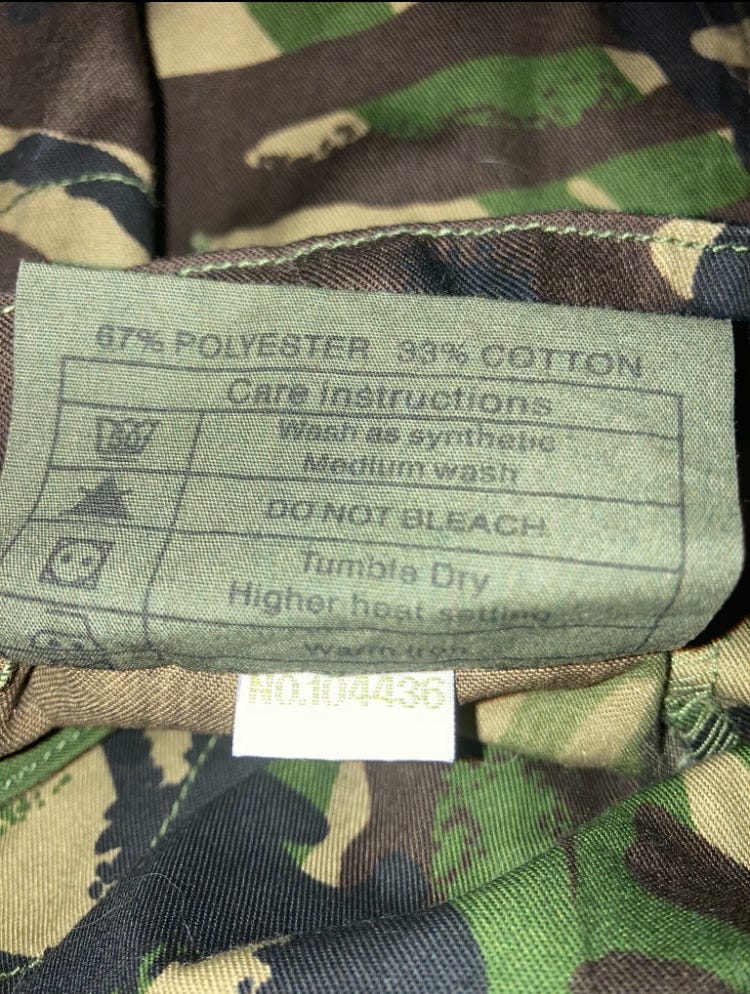 67% POLYESTER 33% COTTON
Care instructions
Wash as synthetic
Medium wash
DO NOT BLEACH
Tumble Dry
Higher heat setting
Warm iron
NO.104436